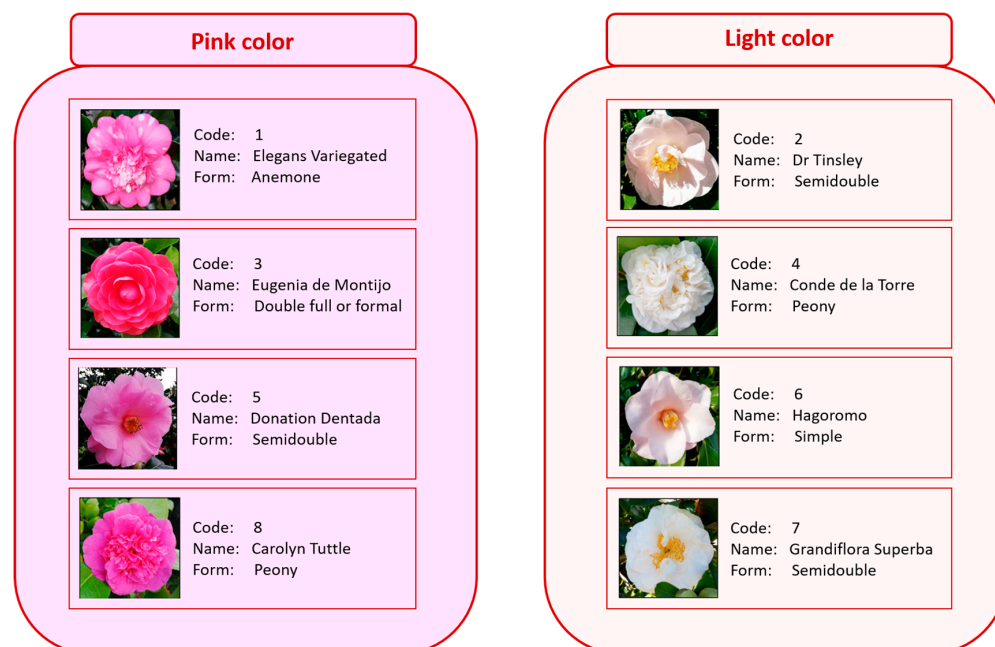 Pink color
Code: 1
Name: Elegans Variegated
Form: Anemone
Code: 3
Name: Eugenia de Montijo
Form: Double full or formal
Code: 5
Name: Donation Dentada
Form: Semidouble
Code: 8
Name: Carolyn Tuttle
Form: Peony
Light color
Code: 2
Name: Dr Tinsley
Form: Semidouble
Code: 4
Name: Conde de la Torre
Form: Peony
Code: 6
Name: Hagoromo
Form: Simple
Code: 7
Name: Grandiflora Superba
Form: Semidouble